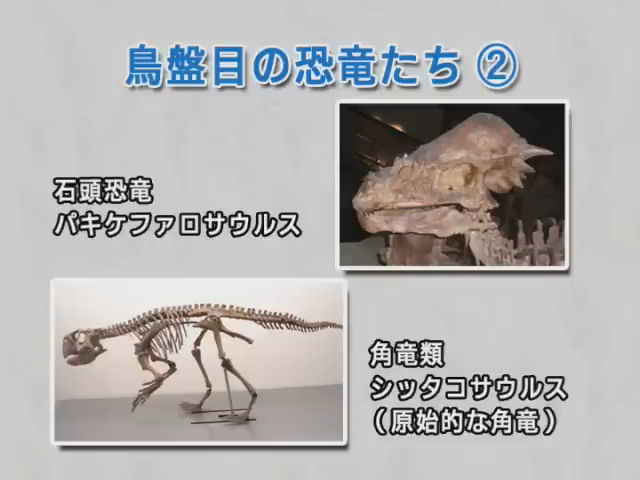 鳥盤目の恐竜たち ②
石頭恐竜
パキケファロサウルス
角竜類
シッタコサウルス
(原始的な角竜)